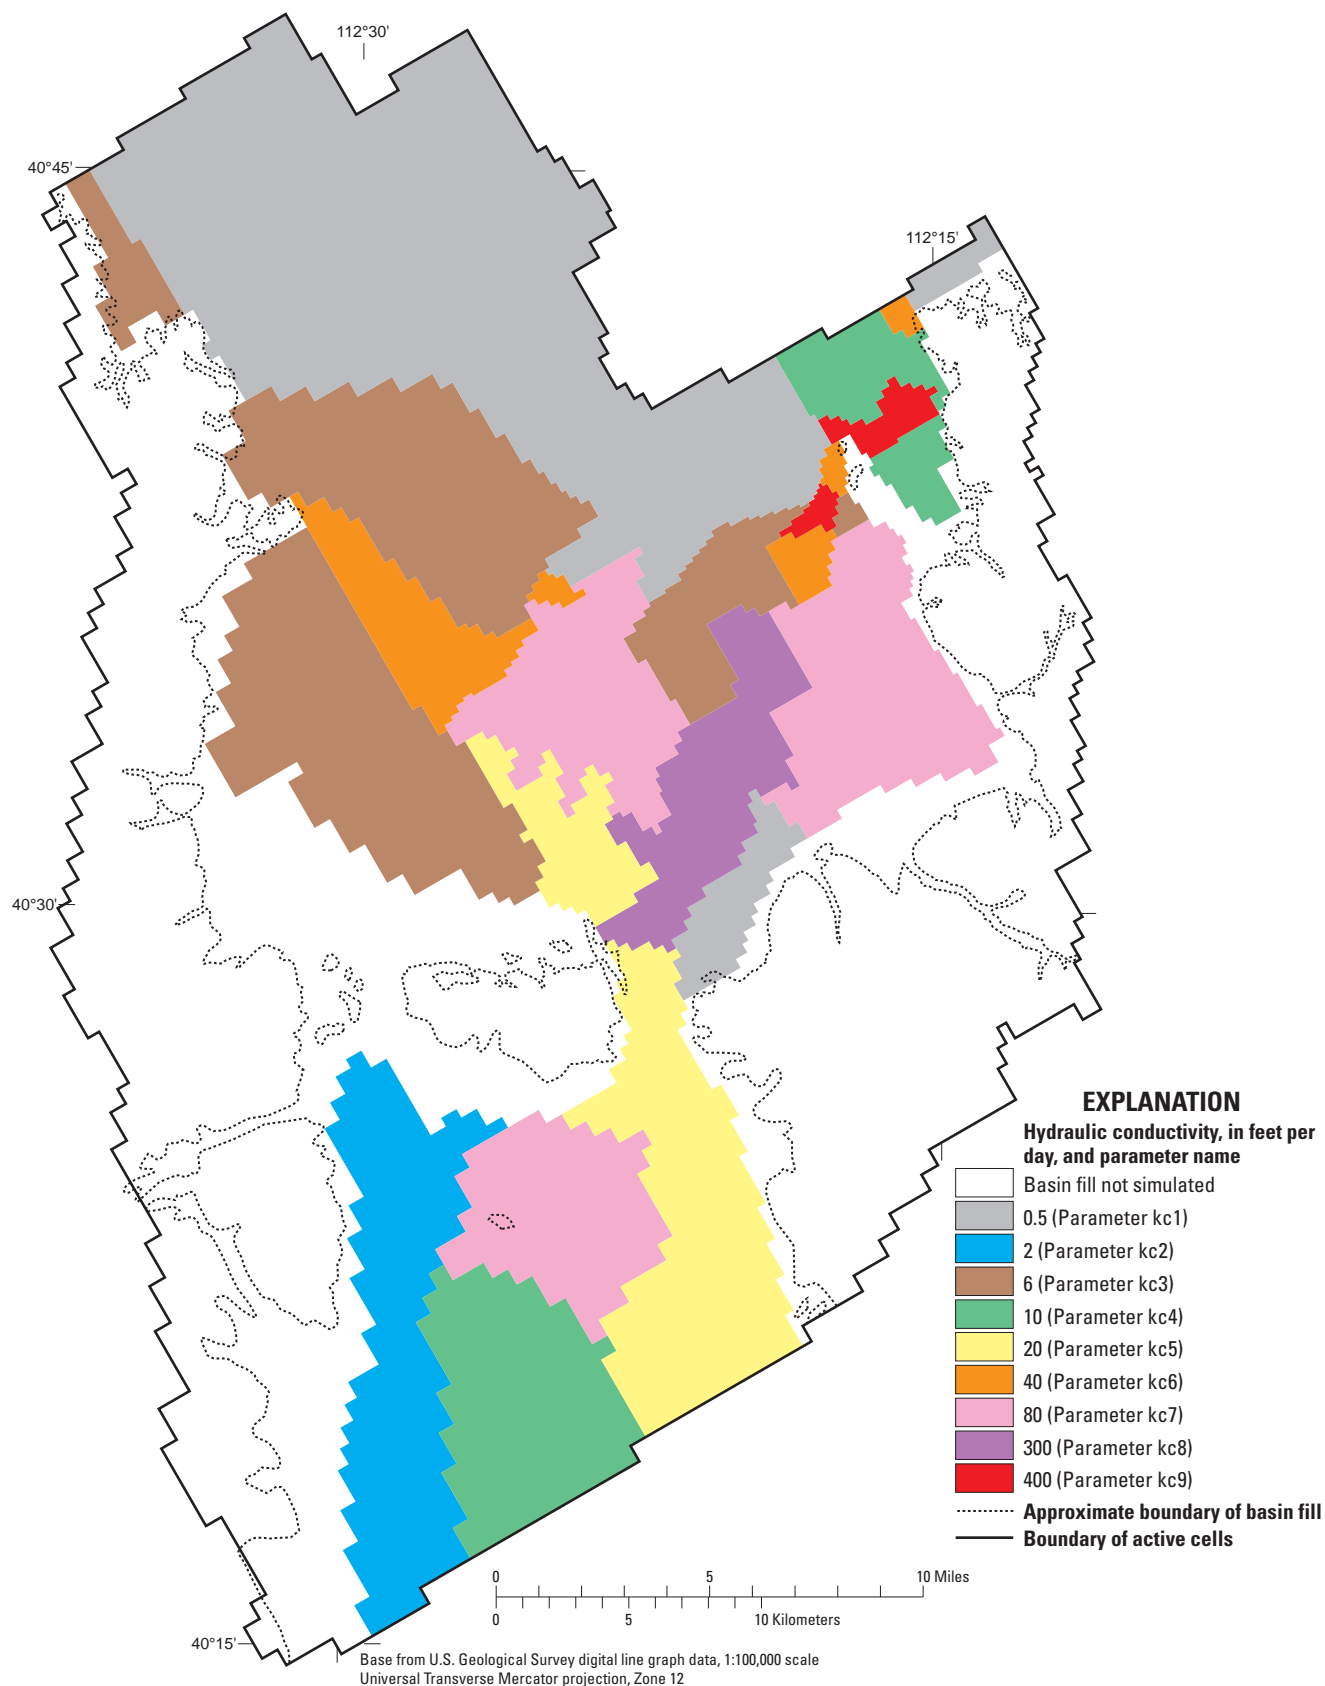 112°30'
40°45'
112°15'
40°30'
EXPLANATION
Hydraulic conductivity, in feet per
day, and parameter name
Basin fill not simulated
0.5 (Parameter kc1)
2 (Parameter kc2)
6 (Parameter kc3)
10 (Parameter kc4)
20 (Parameter kc5)
40 (Parameter kc6)
80 (Parameter kc7)
300 (Parameter kc8)
400 (Parameter kc9)
Approximate boundary of basin fill
Boundary of active cells
0 5 10 Miles
0 5 10 Kilometers
40°15'
Base from U.S. Geological Survey digital line graph data, 1:100,000 scale
Universal Transverse Mercator projection, Zone 12